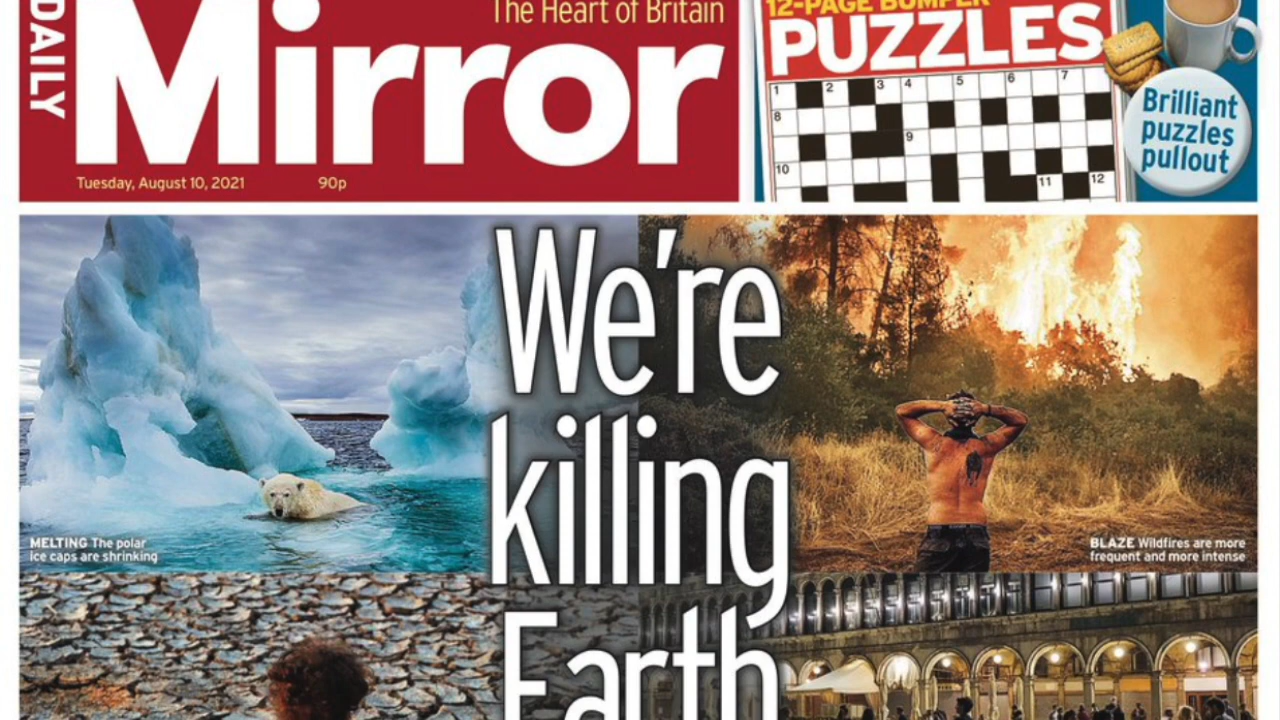 DAILY
Mirror
The Heart of Britain
Tuesday, August 10, 2021
90p
12-PAGE BUMPER
PUZZLES
1 2 3 4 5 6 7
8
9
10
11 12
Brilliant
puzzles
pullout
We're
killing
Earth
MELTING The polar
ice caps are shrinking
BLAZE Wildfires are more
frequent and more intense